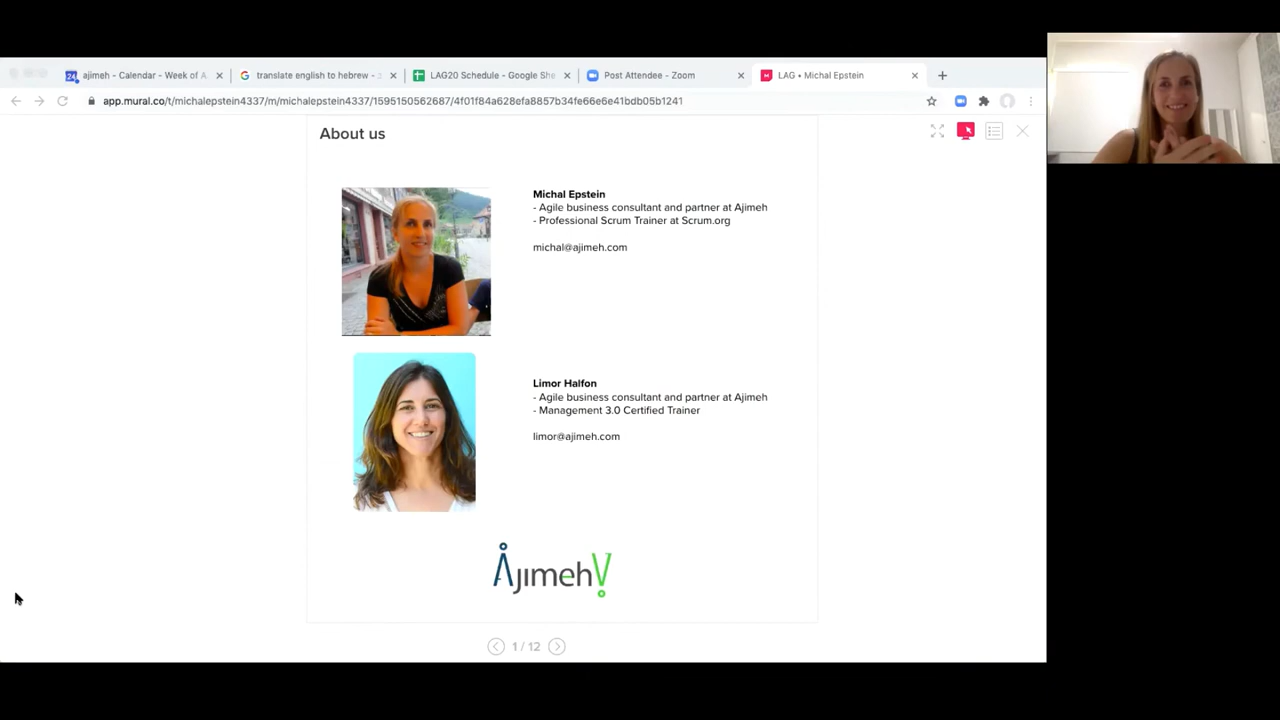 ajimeh - Calendar - Week of A
translate english to hebrew -
LAG20 Schedule - Google She
Post Attendee - Zoom
LAG • Michal Epstein
app.mural.co/t/michalepstein4337/m/michalepstein4337/1595150562687/4f01f84a628efa8857b34fe66e6e41bdb05b1241
About us
Michal Epstein
- Agile business consultant and partner at Ajimeh
- Professional Scrum Trainer at Scrum.org
michal@ajimeh.com
Limor Halfon
- Agile business consultant and partner at Ajimeh
- Management 3.0 Certified Trainer
limor@ajimeh.com
Ajimeh
1 / 12